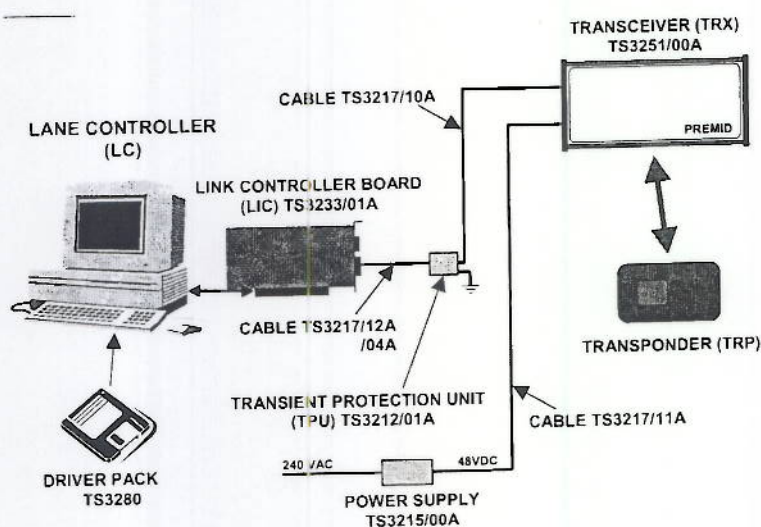 TRANSCEIVER (TRX)
TS3251/00A
CABLE TS3217/10A
LANE CONTROLLER
(LC)
PREMID
LINK CONTROLLER BOARD
(LIC) TS3233/01A
CABLE TS3217/12A
/04A
TRANSPONDER (TRP)
TRANSIENT PROTECTION UNIT
(TPU) TS3212/01A
CABLE TS3217/11A
240 VAC
48VDC
DRIVER PACK
TS3280
POWER SUPPLY
TS3215/00A